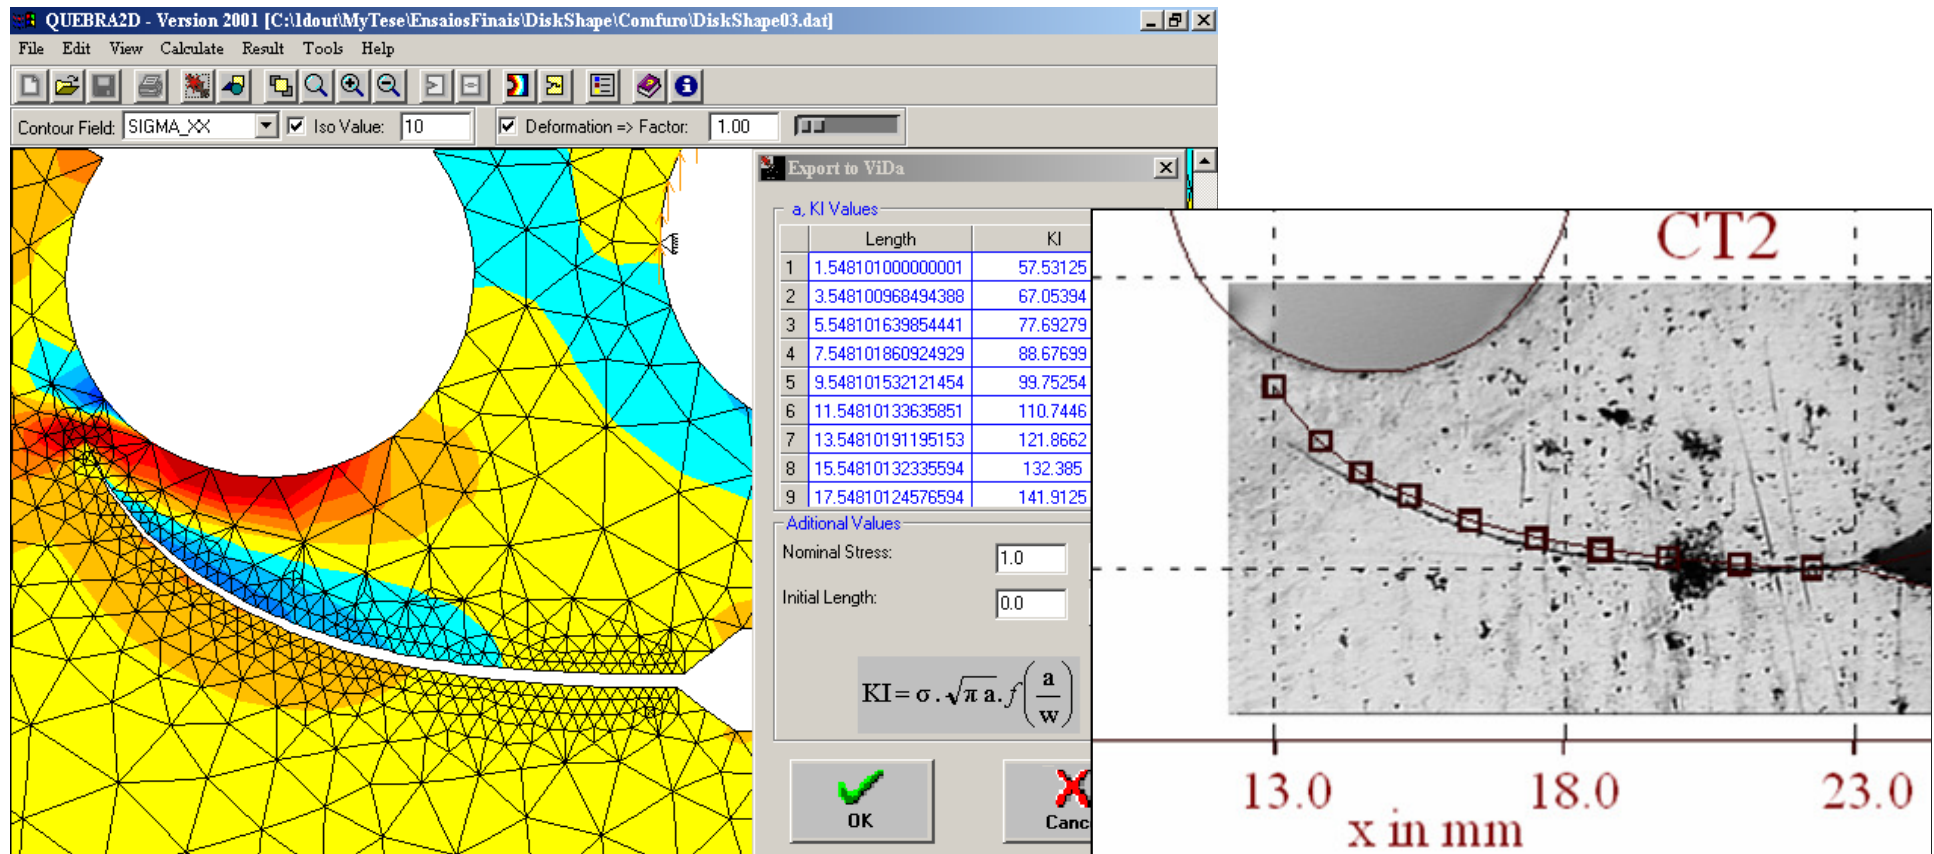 QUEBRA2D - Version 2001 [C:\1dout\MyTese\EnsaiosFinais\DiskShape\Comfuro\DiskShape03.dat]
File Edit View Calculate Result Tools Help
Contour Field: SIGMA_XX Iso Value: 10 Deformation => Factor: 1.00
Export to ViDa
a, KI Values
Length KI
1 1.548101000000001 57.53125
2 3.548100968494388 67.05394
3 5.548101639854441 77.69279
4 7.548101860924929 88.67699
5 9.548101532121454 99.75254
6 11.54810133635851 110.7446
7 13.54810191195153 121.8662
8 15.54810132335594 132.385
9 17.54810124576594 141.9125
Aditional Values
Nominal Stress: 1.0
Initial Length: 0.0
KI = σ . √π a. f(a/w)
OK
Canc
CT2
13.0 18.0 23.0
x in mm